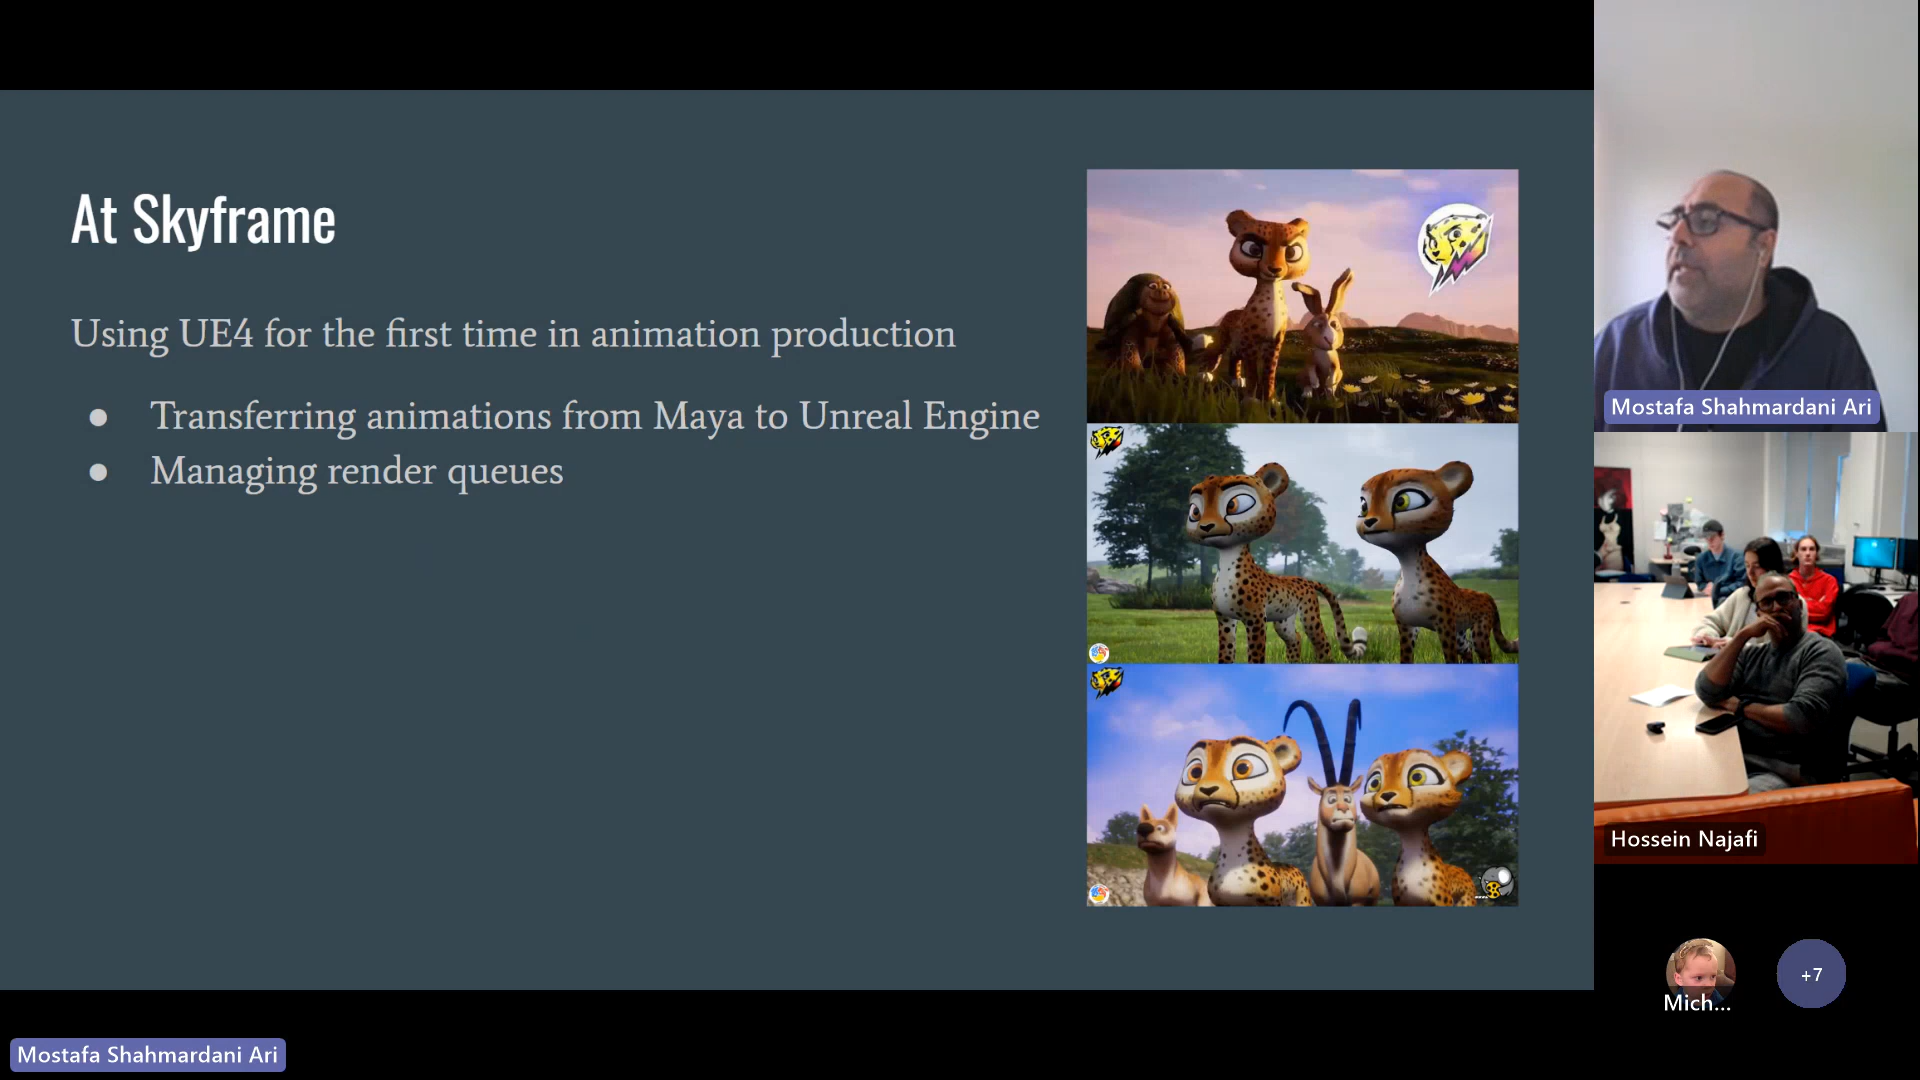 At Skyframe
Using UE4 for the first time in animation production
● Transferring animations from Maya to Unreal Engine
● Managing render queues
Mostafa Shahmardani Ari
Hossein Najafi
Mich...
+7
Mostafa Shahmardani Ari